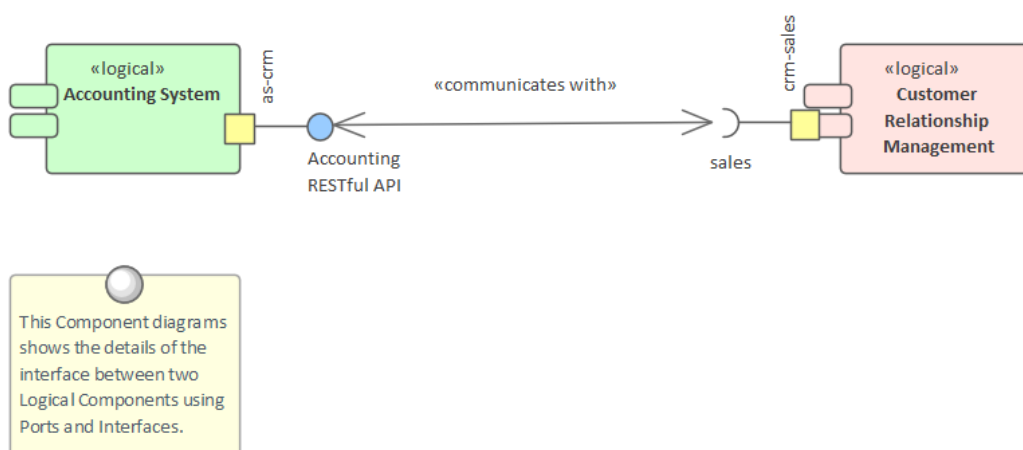 «logical»
Accounting System
as-crm
«communicates with»
Accounting
RESTful API
sales
crm-sales
«logical»
Customer
Relationship
Management
This Component diagrams
shows the details of the
interface between two
Logical Components using
Ports and Interfaces.